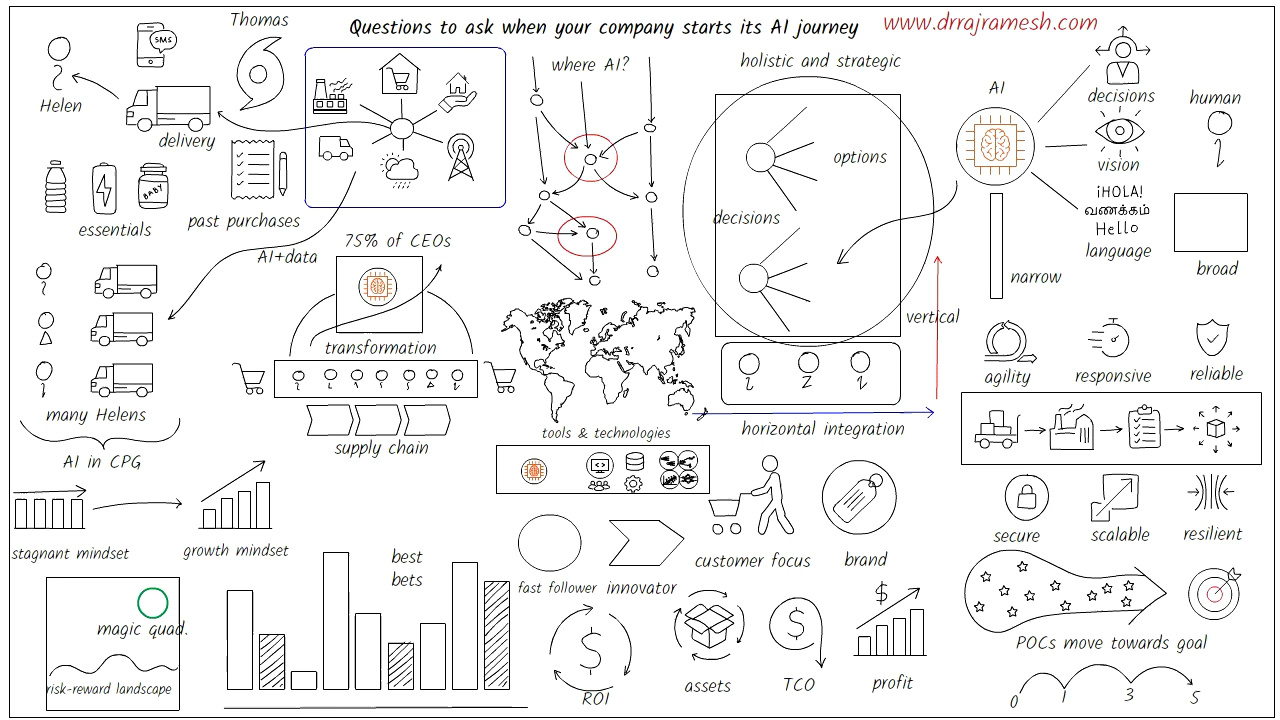 Questions to ask when your company starts its AI journey
www.drrajramesh.com
Thomas
SMS
Helen
delivery
BABY
essentials
past purchases
AI+data
many Helens
AI in CPG
where AI?
75% of CEOs
transformation
supply chain
holistic and strategic
options
decisions
vertical
horizontal integration
AI
decisions
vision
¡HOLA!
வணக்கம்
Hello
language
human
narrow
broad
agility
responsive
reliable
tools & technologies
stagnant mindset
growth mindset
magic quad.
risk-reward landscape
best
bets
fast follower
innovator
customer focus
brand
$
ROI
assets
$
TCO
$
profit
secure
scalable
resilient
POCs move towards goal
0
1
3
5